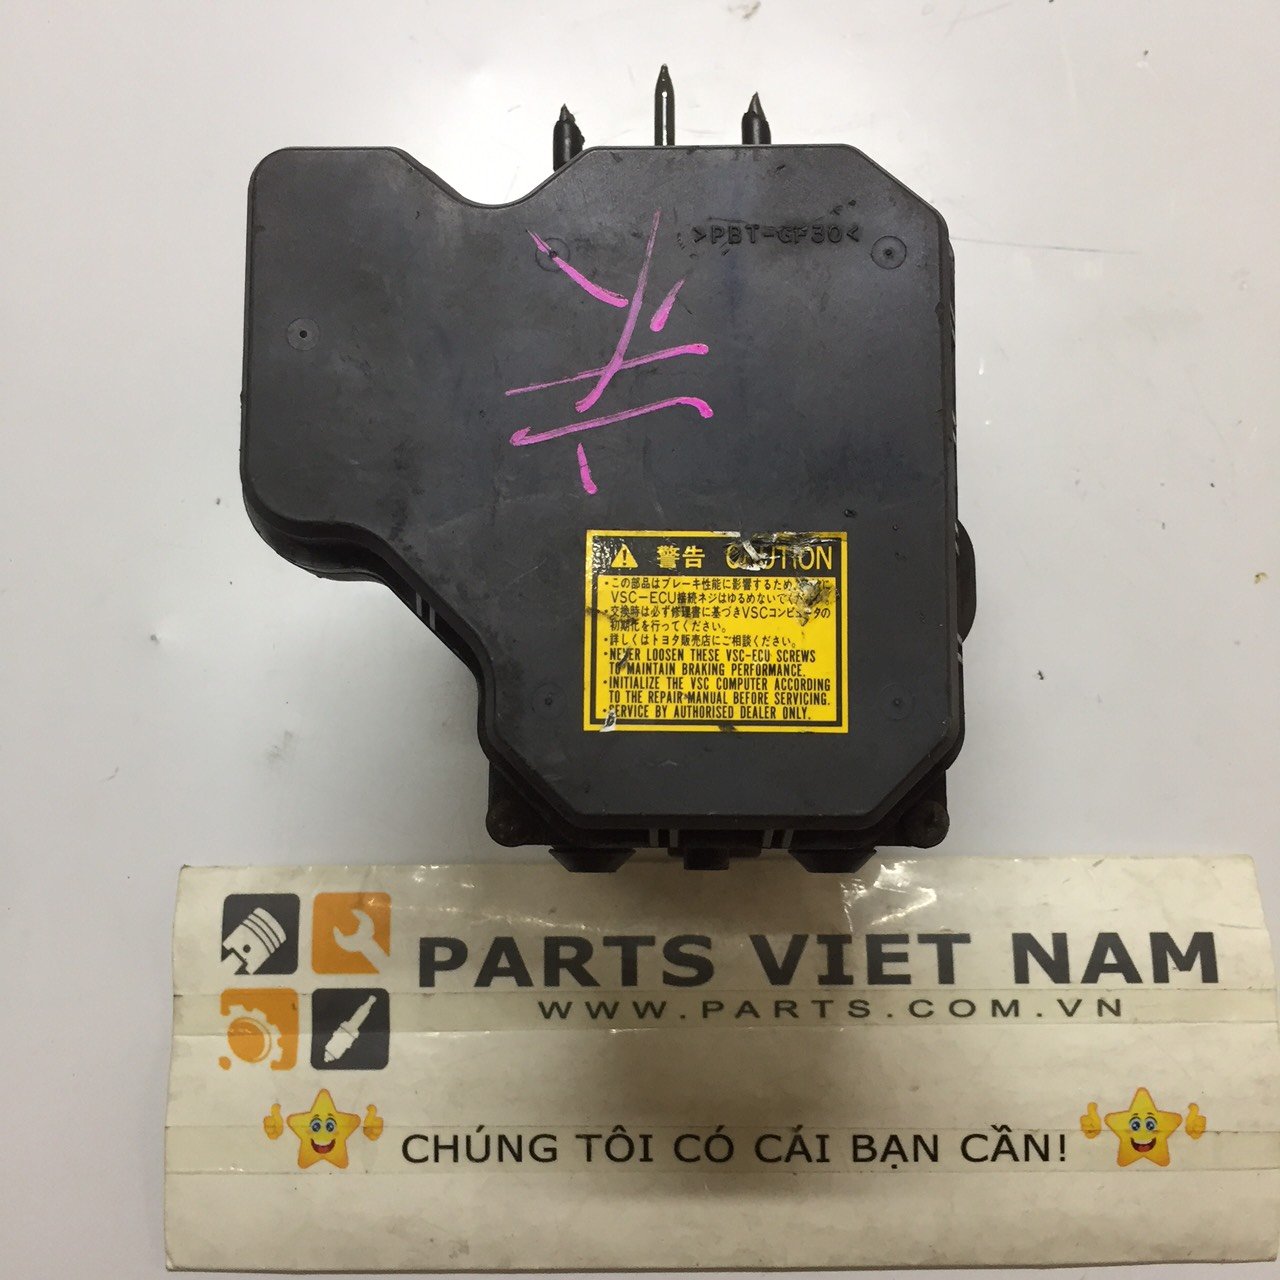 >PBT-GF30<
警告 CAUTION
・この部品はブレーキ性能に影響するため
VSC-ECU接続ネジはゆるめないでください。
・交換時は必ず修理書に基づきVSCコンピュータの
初期化を行ってください。
・詳しくはトヨタ販売店にご相談ください。
・NEVER LOOSEN THESE VSC-ECU SCREWS
TO MAINTAIN BRAKING PERFORMANCE.
・INITIALIZE THE VSC COMPUTER ACCORDING
TO THE REPAIR MANUAL BEFORE SERVICING.
・SERVICE BY AUTHORISED DEALER ONLY.
PARTS VIET NAM
WWW.PARTS.COM.VN
CHÚNG TÔI CÓ CÁI BẠN CẦN!